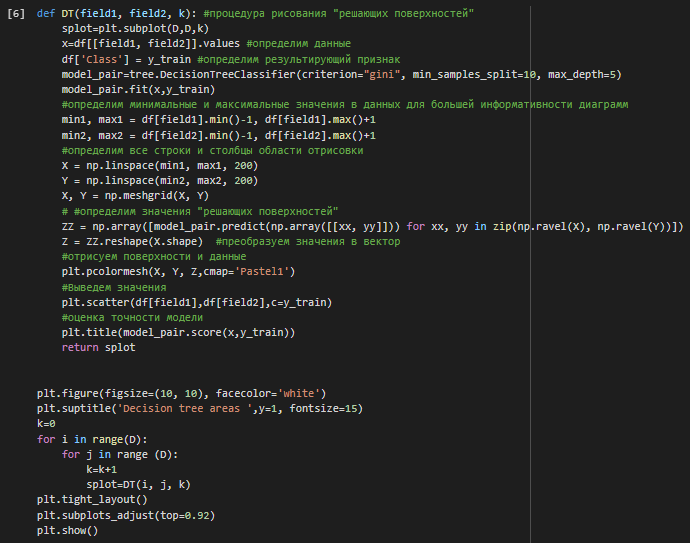 [6] def DT(field1, field2, k): #процедура рисования "решающих поверхностей"
splot=plt.subplot(D,D,k)
x=df[[field1, field2]].values #определим данные
df['Class'] = y_train #определим результирующий признак
model_pair=tree.DecisionTreeClassifier(criterion="gini", min_samples_split=10, max_depth=5)
model_pair.fit(x,y_train)
#определим минимальные и максимальные значения в данных для большей информативности диаграмм
min1, max1 = df[field1].min()-1, df[field1].max()+1
min2, max2 = df[field2].min()-1, df[field2].max()+1
#определим все строки и столбцы области отрисовки
X = np.linspace(min1, max1, 200)
Y = np.linspace(min2, max2, 200)
X, Y = np.meshgrid(X, Y)
# #определим значения "решающих поверхностей"
ZZ = np.array([model_pair.predict(np.array([[xx, yy]])) for xx, yy in zip(np.ravel(X), np.ravel(Y))])
Z = ZZ.reshape(X.shape)  #преобразуем значения в вектор
#отрисуем поверхности и данные
plt.pcolormesh(X, Y, Z,cmap='Pastel1')
#Выведем значения
plt.scatter(df[field1],df[field2],c=y_train)
#оценка точности модели
plt.title(model_pair.score(x,y_train))
return splot
plt.figure(figsize=(10, 10), facecolor='white')
plt.suptitle('Decision tree areas ',y=1, fontsize=15)
k=0
for i in range(D):
for j in range (D):
k=k+1
splot=DT(i, j, k)
plt.tight_layout()
plt.subplots_adjust(top=0.92)
plt.show()